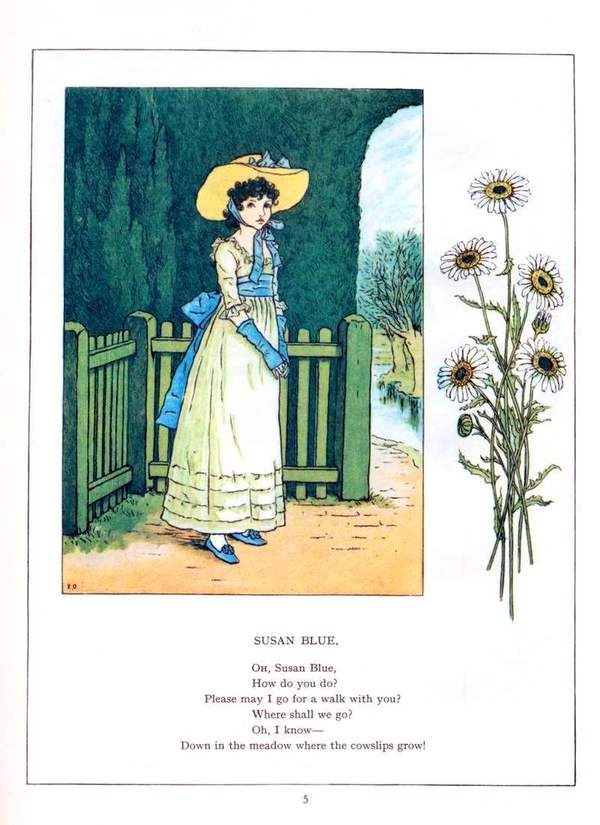 SUSAN BLUE.
OH, Susan Blue,
How do you do?
Please may I go for a walk with you?
Where shall we go?
Oh, I know—
Down in the meadow where the cowslips grow!
5